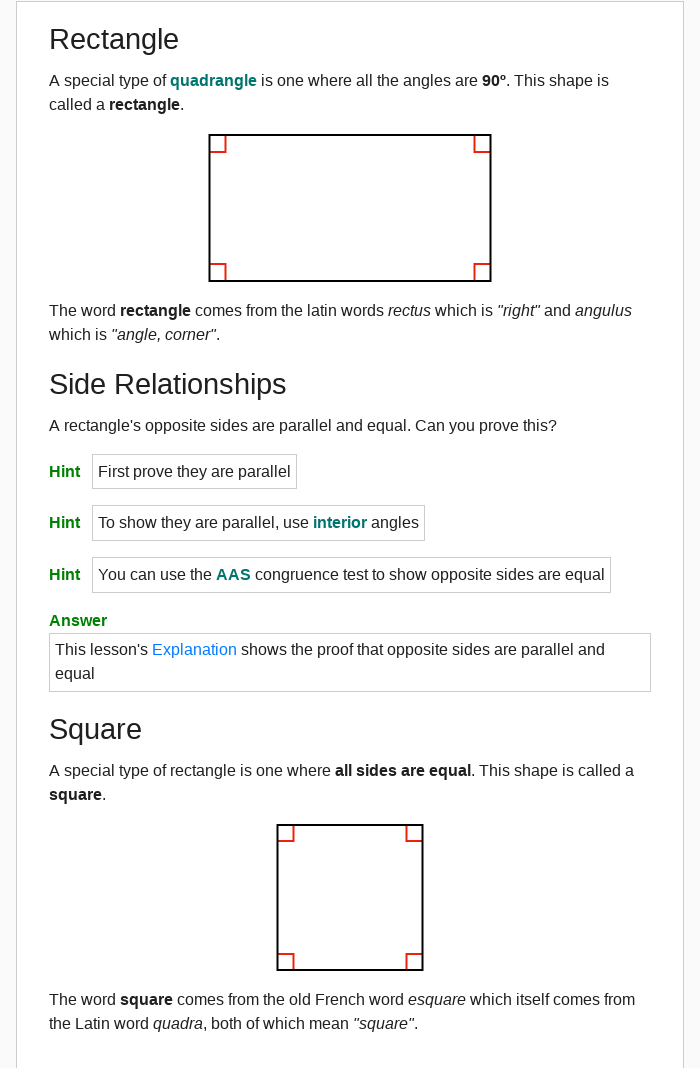 Rectangle
A special type of quadrangle is one where all the angles are 90º. This shape is
called a rectangle.
The word rectangle comes from the latin words rectus which is "right" and angulus
which is "angle, corner".
Side Relationships
A rectangle's opposite sides are parallel and equal. Can you prove this?
Hint First prove they are parallel
Hint To show they are parallel, use interior angles
Hint You can use the AAS congruence test to show opposite sides are equal
Answer
This lesson's Explanation shows the proof that opposite sides are parallel and
equal
Square
A special type of rectangle is one where all sides are equal. This shape is called a
square.
The word square comes from the old French word esquare which itself comes from
the Latin word quadra, both of which mean "square".